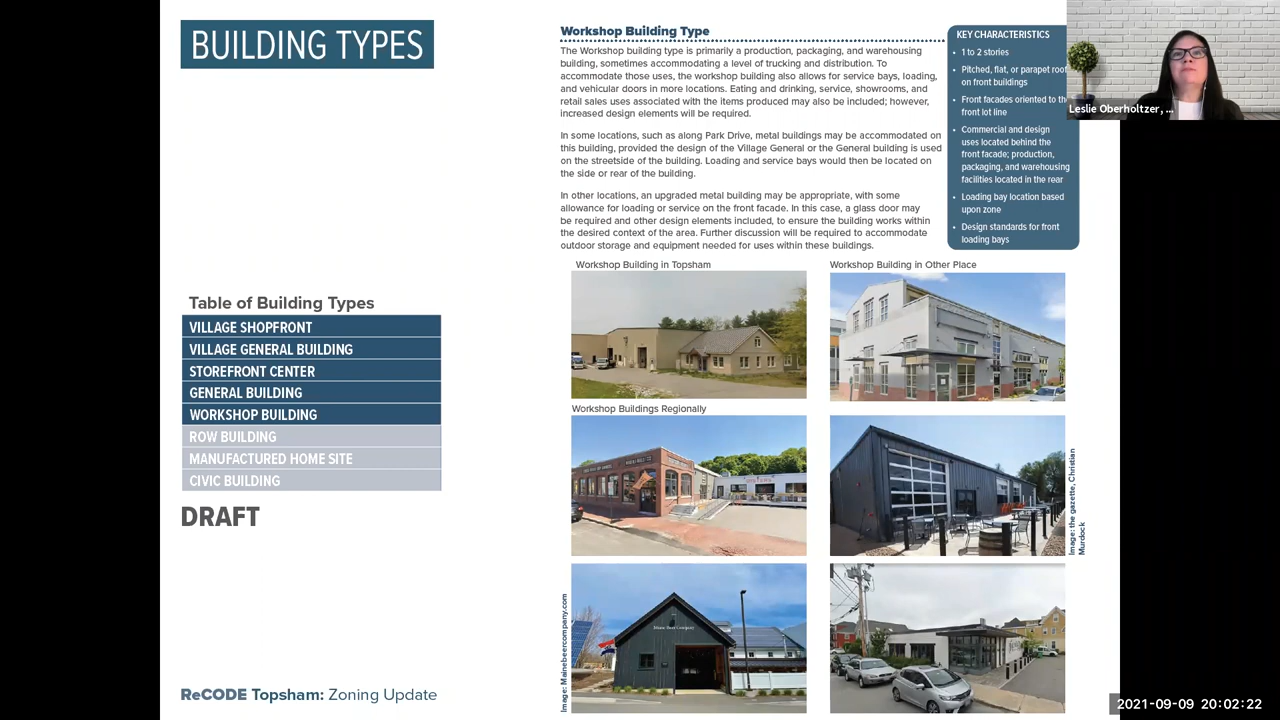 BUILDING TYPES
Table of Building Types
VILLAGE SHOPFRONT
VILLAGE GENERAL BUILDING
STOREFRONT CENTER
GENERAL BUILDING
WORKSHOP BUILDING
ROW BUILDING
MANUFACTURED HOME SITE
CIVIC BUILDING
DRAFT
ReCODE Topsham: Zoning Update
Workshop Building Type
The Workshop building type is primarily a production, packaging, and warehousing
building, sometimes accommodating a level of trucking and distribution. To
accommodate those uses, the workshop building also allows for service bays, loading,
and vehicular doors in more locations. Eating and drinking, service, showrooms, and
retail sales uses associated with the items produced may also be included; however,
increased design elements will be required.
In some locations, such as along Park Drive, metal buildings may be accommodated on
this building, provided the design of the Village General or the General building is used
on the streetside of the building. Loading and service bays would then be located on
the side or rear of the building.
In other locations, an upgraded metal building may be appropriate, with some
allowance for loading or service on the front facade. In this case, a glass door may
be required and other design elements included, to ensure the building works within
the desired context of the area. Further discussion will be required to accommodate
outdoor storage and equipment needed for uses within these buildings.
KEY CHARACTERISTICS
• 1 to 2 stories
• Pitched, flat, or parapet roof
on front buildings
• Front facades oriented to th
front lot line
• Commercial and design
uses located behind the
front facade; production,
packaging, and warehousing
facilities located in the rear
• Loading bay location based
upon zone
• Design standards for front
loading bays
Leslie Oberholtzer, ...
Workshop Building in Topsham
Workshop Building in Other Place
Workshop Buildings Regionally
Image: the gazette, Christian
Murdock
Image: Mainebeercompany.com
Maine Beer Company
2021-09-09 20:02:22